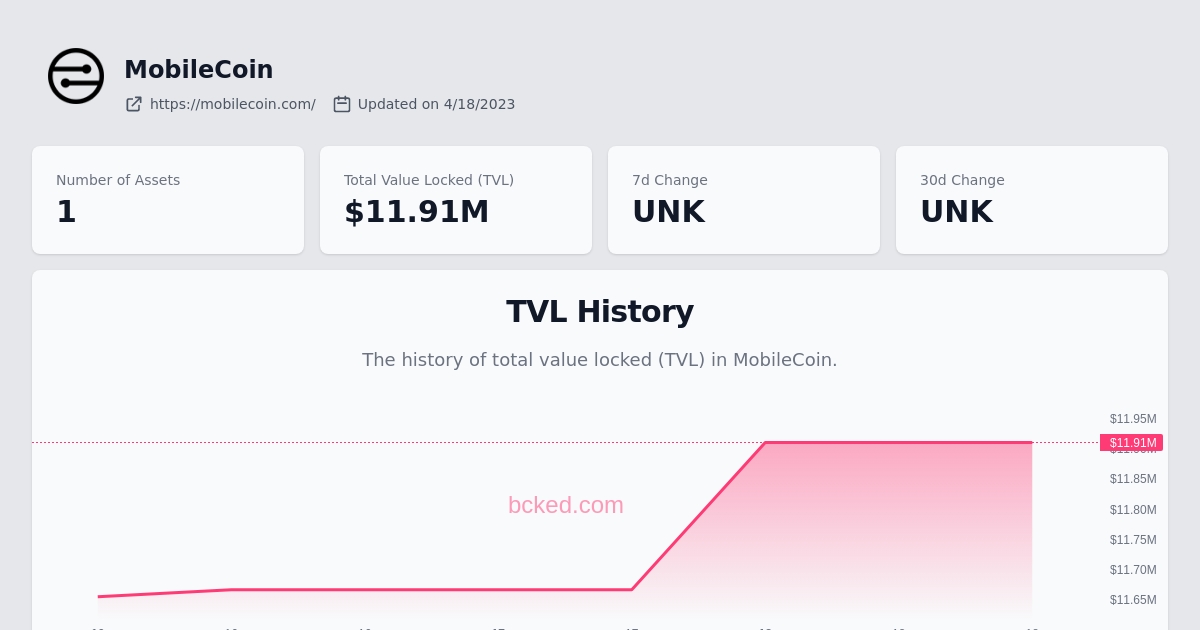 MobileCoin
https://mobilecoin.com/ Updated on 4/18/2023
Number of Assets
1
Total Value Locked (TVL)
$11.91M
7d Change
UNK
30d Change
UNK
TVL History
The history of total value locked (TVL) in MobileCoin.
$11.95M
$11.91M
$11.85M
bcked.com
$11.80M
$11.75M
$11.70M
$11.65M